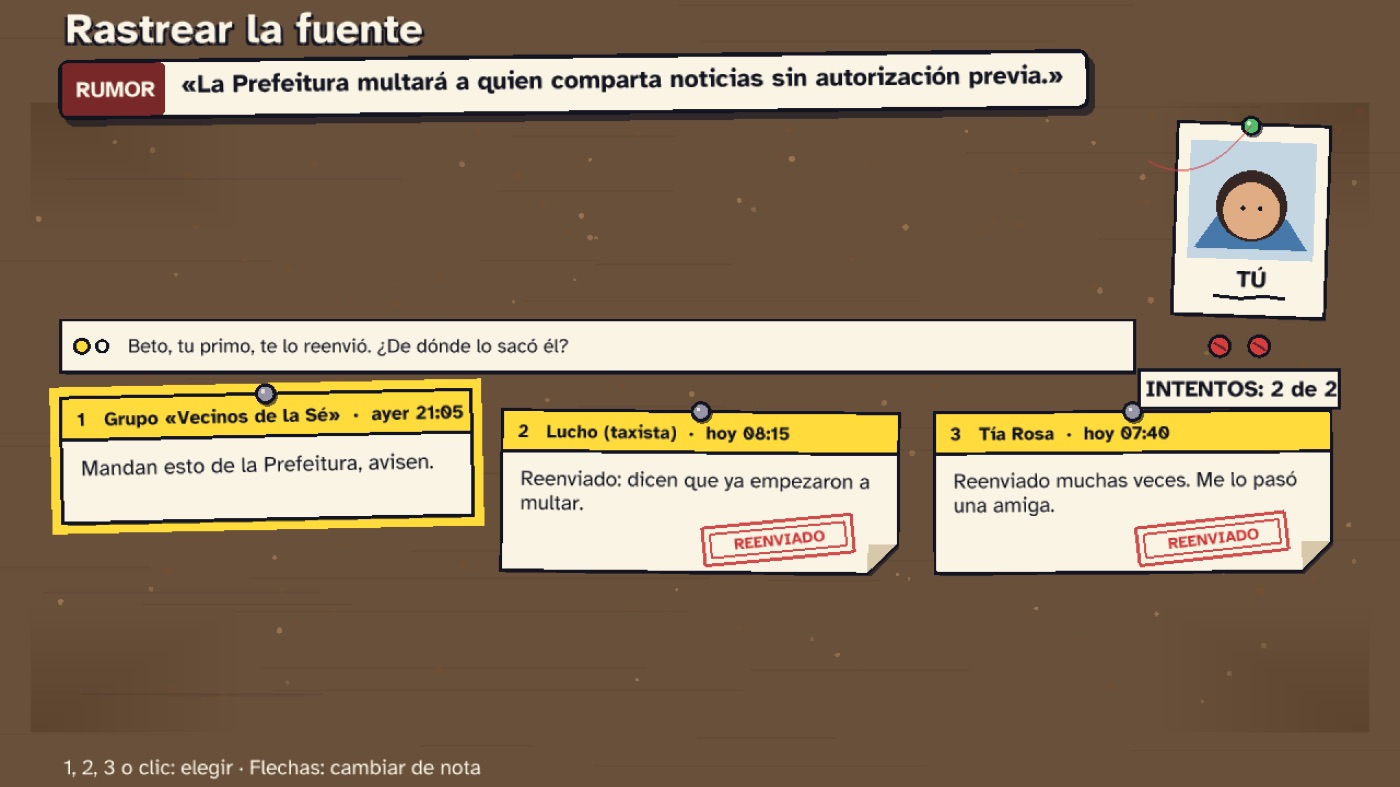 Rastrear la fuente
RUMOR «La Prefeitura multará a quien comparta noticias sin autorización previa.»
TÚ
Beto, tu primo, te lo reenvió. ¿De dónde lo sacó él?
INTENTOS: 2 de 2
1 Grupo «Vecinos de la Sé» · ayer 21:05
Mandan esto de la Prefeitura, avisen.
2 Lucho (taxista) · hoy 08:15
Reenviado: dicen que ya empezaron a
multar.
REENVIADO
3 Tía Rosa · hoy 07:40
Reenviado muchas veces. Me lo pasó
una amiga.
REENVIADO
1, 2, 3 o clic: elegir · Flechas: cambiar de nota